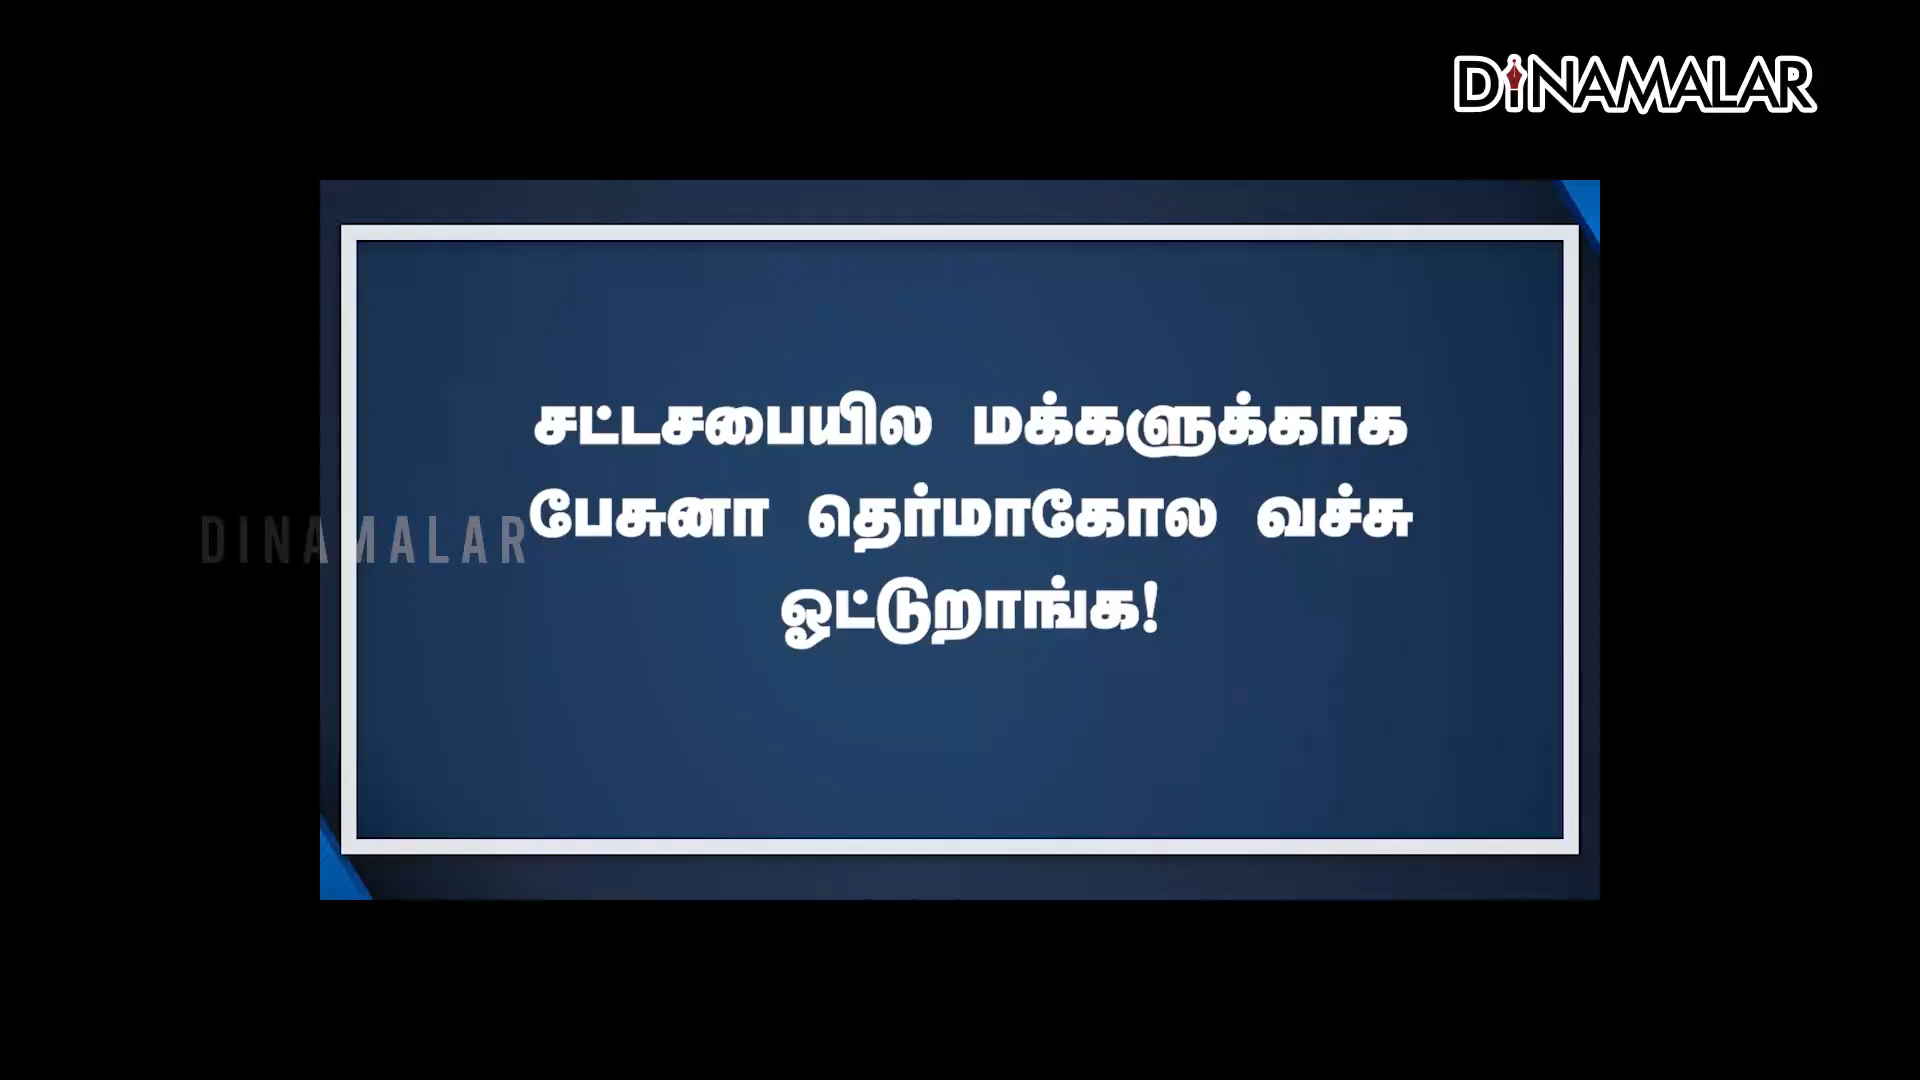 DINAMALAR
சட்டசபையில மக்களுக்காக
பேசுனா தெர்மாகோல வச்சு
ஓட்டுறாங்க!
DINAMALAR